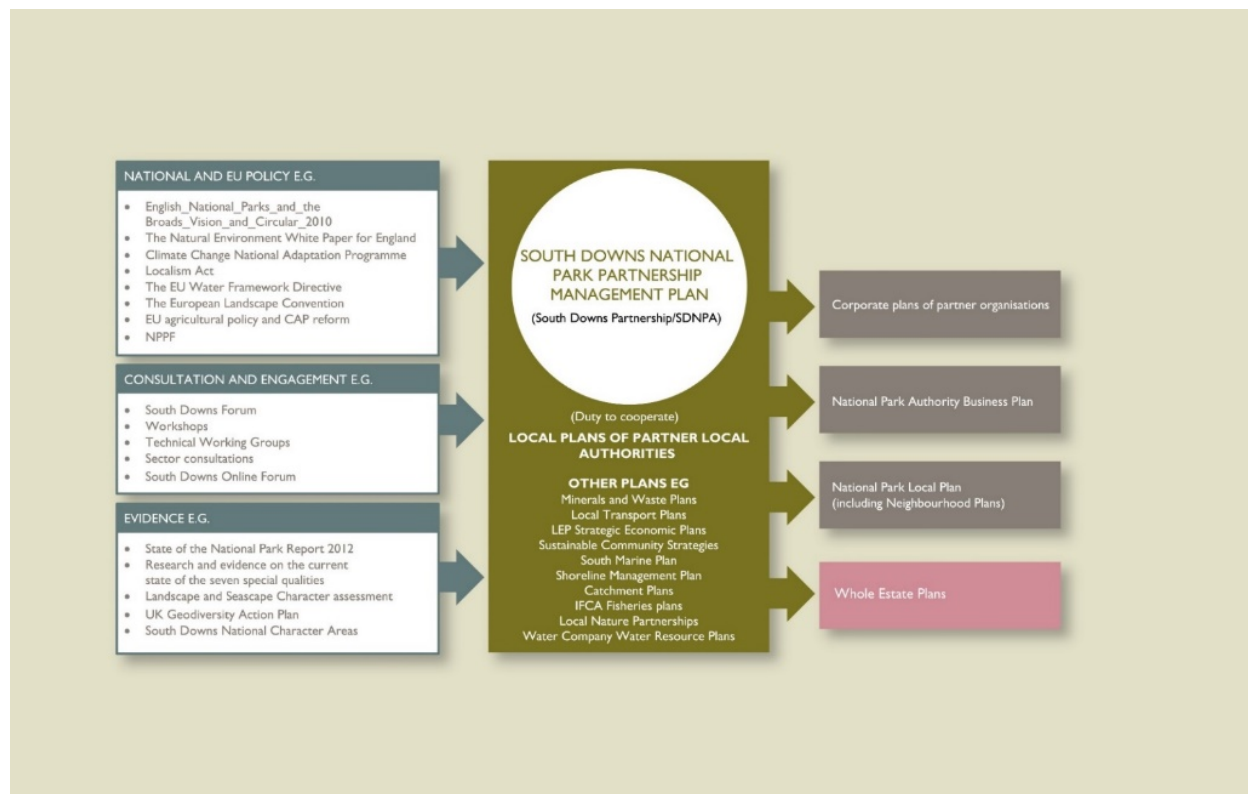 NATIONAL AND EU POLICY E.G.
• English_National_Parks_and_the
Broads_Vision_and_Circular_2010
• The Natural Environment White Paper for England
• Climate Change National Adaptation Programme
• Localism Act
• The EU Water Framework Directive
• The European Landscape Convention
• EU agricultural policy and CAP reform
• NPPF
CONSULTATION AND ENGAGEMENT E.G.
• South Downs Forum
• Workshops
• Technical Working Groups
• Sector consultations
• South Downs Online Forum
EVIDENCE E.G.
• State of the National Park Report 2012
• Research and evidence on the current
state of the seven special qualities
• Landscape and Seascape Character assessment
• UK Geodiversity Action Plan
• South Downs National Character Areas
SOUTH DOWNS NATIONAL
PARK PARTNERSHIP
MANAGEMENT PLAN
(South Downs Partnership/SDNPA)
(Duty to cooperate)
LOCAL PLANS OF PARTNER LOCAL
AUTHORITIES
OTHER PLANS EG
Minerals and Waste Plans
Local Transport Plans
LEP Strategic Economic Plans
Sustainable Community Strategies
South Marine Plan
Shoreline Management Plan
Catchment Plans
IFCA Fisheries plans
Local Nature Partnerships
Water Company Water Resource Plans
Corporate plans of partner organisations
National Park Authority Business Plan
National Park Local Plan
(including Neighbourhood Plans)
Whole Estate Plans